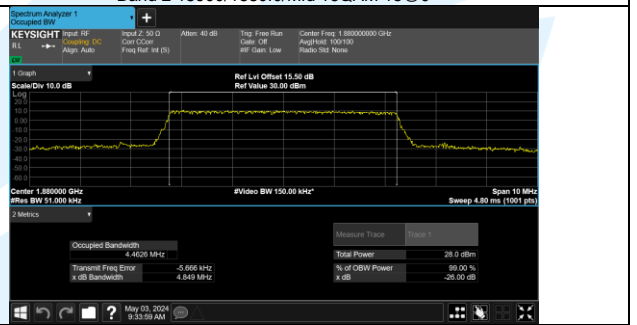 Spectrum Analyzer 1
Occupied BW
+
KEYSIGHT Input: RF Input Z: 50 Ω Atten: 40 dB Trig: Free Run Center Freq: 1.880000000 GHz
RL Coupling: DC Corr CCorr Gate: Off Avg|Hold: 100/100
Align: Auto Freq Ref: Int (S) #IF Gain: Low Radio Std: None
1 Graph
Ref Lvl Offset 15.50 dB
Scale/Div 10.0 dB Ref Value 30.00 dBm
Log
20.0
10.0
0.00
-10.0
-20.0
-30.0
-40.0
-50.0
-60.0
Center 1.880000 GHz #Video BW 150.00 kHz* Span 10 MHz
#Res BW 51.000 kHz Sweep 4.80 ms (1001 pts)
2 Metrics
Measure Trace Trace 1
Occupied Bandwidth
4.4626 MHz Total Power 28.0 dBm
Transmit Freq Error -5.666 kHz % of OBW Power 99.00 %
x dB Bandwidth 4.849 MHz x dB -26.00 dB
?
May 03, 2024
9:33:59 AM